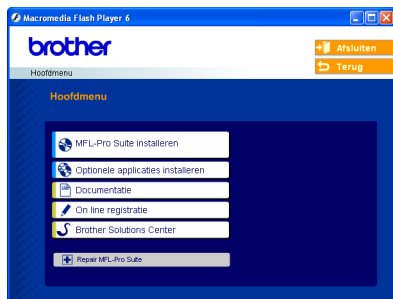 Macromedia Flash Player 6
brother
Afsluiten
Terug
Hoofdmenu
Hoofdmenu
MFL-Pro Suite installeren
Optionele applicaties installeren
Documentatie
On line registratie
Brother Solutions Center
Repair MFL-Pro Suite